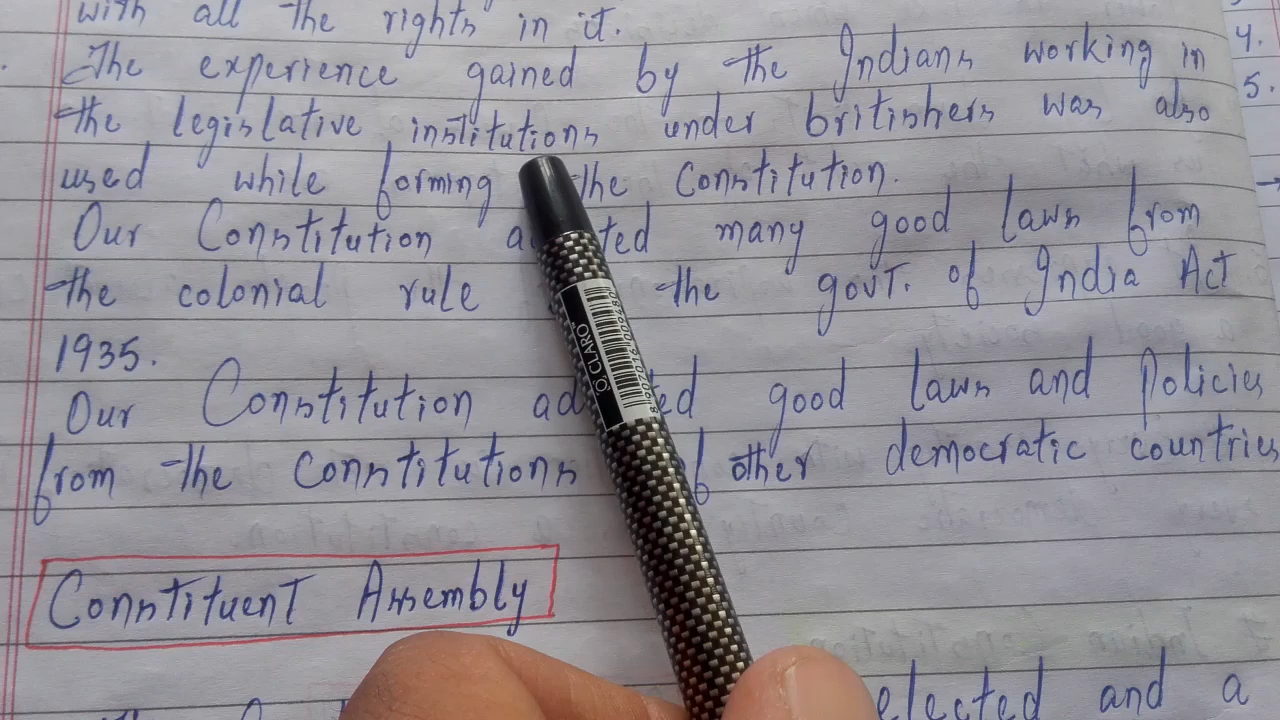 with all the rights in it.
The experience gained by the Indians working in
the legislative institutions under britishers was also
used while forming the Constitution.
Our Constitution many good laws from
the colonial rule the govt. of India Act
1935.
Our Constitution good laws and policies
from the constitutions of other democratic countries
Constituent Assembly
elected and a
4.
5.
O, CLARO
8907016009480